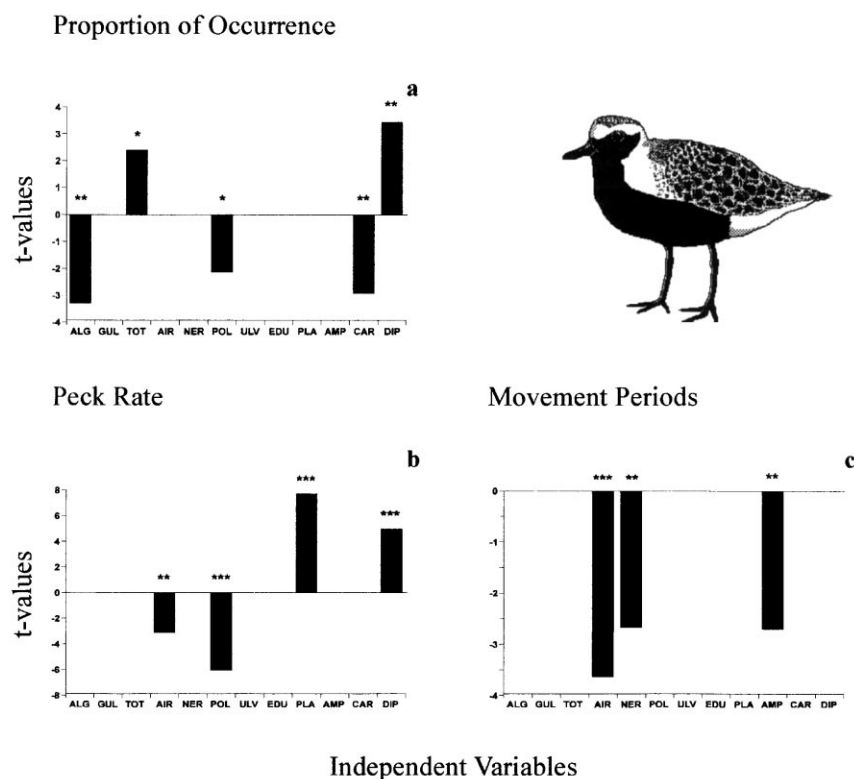 Proportion of Occurrence
a
t-values
4
3
2
1
0
-1
-2
-3
-4
** * * ** **
ALG GUL TOT AIR NER POL ULV EDU PLA AMP CAR DIP
Peck Rate
b
t-values
8
6
4
2
0
-2
-4
-6
-8
** *** *** ***
ALG GUL TOT AIR NER POL ULV EDU PLA AMP CAR DIP
Movement Periods
c
0
-1
-2
-3
-4
*** ** **
ALG GUL TOT AIR NER POL ULV EDU PLA AMP CAR DIP
Independent Variables